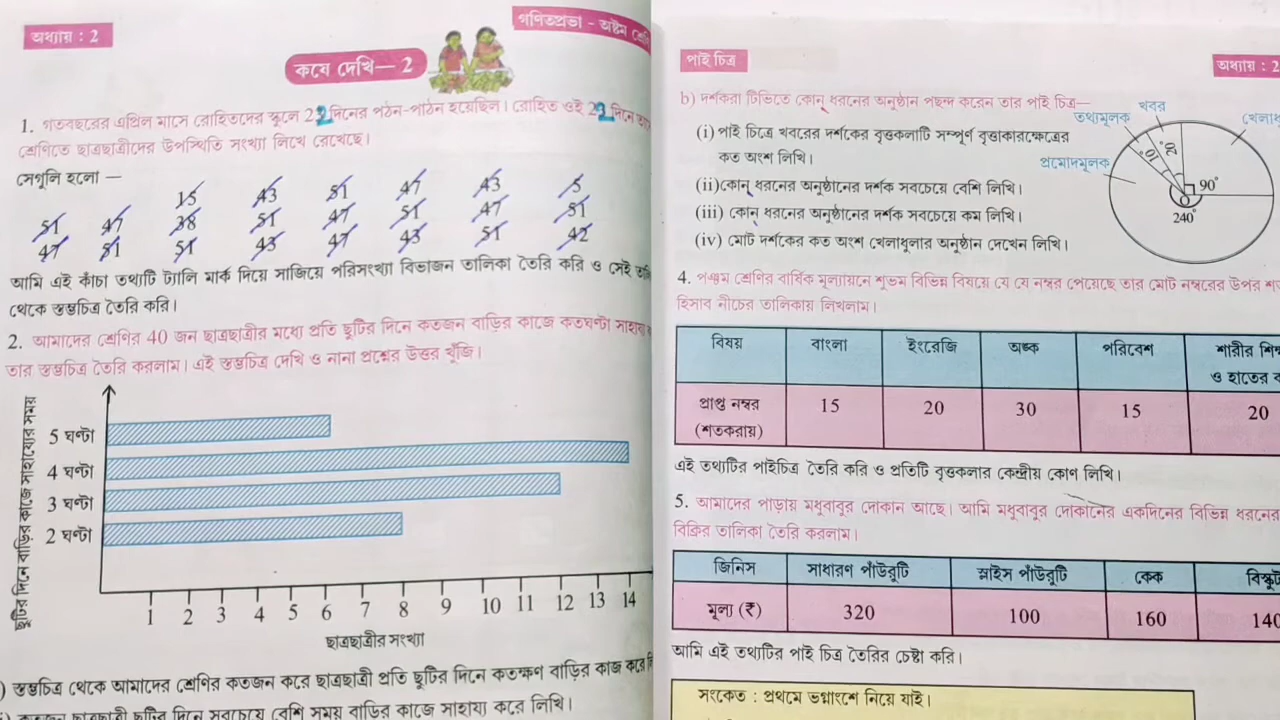 অধ্যায় : 2
গণিতপ্রভা - অষ্টম
কষে দেখি— 2
1. গতবছরের এপ্রিল মাসে রোহিতদের স্কুলে 22 দিনের পঠন-পাঠন হয়েছিল। রোহিত ওই 22 দিনে
শ্রেণিতে ছাত্রছাত্রীদের উপস্থিতি সংখ্যা লিখে রেখেছে।
সেগুলি হলো —
15 43 51 47 43 5
51 47 38 51 47 51 47 51
47 51 51 43 47 43 51 42
আমি এই কাঁচা তথ্যটি ট্যালি মার্ক দিয়ে সাজিয়ে পরিসংখ্যা বিভাজন তালিকা তৈরি করি ও সেই
থেকে স্তম্ভচিত্র তৈরি করি।
2. আমাদের শ্রেণির 40 জন ছাত্রছাত্রীর মধ্যে প্রতি ছুটির দিনে কতজন বাড়ির কাজে কতঘণ্টা সাহায্য
তার স্তম্ভচিত্র তৈরি করলাম। এই স্তম্ভচিত্র দেখি ও নানা প্রশ্নের উত্তর খুঁজি।
ছুটির দিনে বাড়ির কাজে সাহায্যের সময়
5 ঘণ্টা
4 ঘণ্টা
3 ঘণ্টা
2 ঘণ্টা
1 2 3 4 5 6 7 8 9 10 11 12 13 14
ছাত্রছাত্রীর সংখ্যা
) স্তম্ভচিত্র থেকে আমাদের শ্রেণির কতজন করে ছাত্রছাত্রী প্রতি ছুটির দিনে কতক্ষণ বাড়ির কাজ করে
কতজন ছাত্রছাত্রী ছুটির দিনে সবচেয়ে বেশি সময় বাড়ির কাজে সাহায্য করে লিখি।
পাই চিত্র
অধ্যায় : 2
b) দর্শকরা টিভিতে কোন্ ধরনের অনুষ্ঠান পছন্দ করেন তার পাই চিত্র—
(i) পাই চিত্রে খবরের দর্শকের বৃত্তকলাটি সম্পূর্ণ বৃত্তাকারক্ষেত্রের
কত অংশ লিখি।
(ii) কোন্ ধরনের অনুষ্ঠানের দর্শক সবচেয়ে বেশি লিখি।
(iii) কোন্ ধরনের অনুষ্ঠানের দর্শক সবচেয়ে কম লিখি।
(iv) মোট দর্শকের কত অংশ খেলাধুলার অনুষ্ঠান দেখেন লিখি।
খবর
তথ্যমূলক
প্রমোদমূলক
10° 20°
90°
O
240°
4. পঞ্চম শ্রেণির বার্ষিক মূল্যায়নে শুভম বিভিন্ন বিষয়ে যে যে নম্বর পেয়েছে তার মোট নম্বরের উপর
হিসাব নীচের তালিকায় লিখলাম।
বিষয় বাংলা ইংরেজি অঙ্ক পরিবেশ শারীর
ও হাতের
প্রাপ্ত নম্বর 15 20 30 15 20
(শতকরায়)
এই তথ্যটির পাইচিত্র তৈরি করি ও প্রতিটি বৃত্তকলার কেন্দ্রীয় কোণ লিখি।
5. আমাদের পাড়ায় মধুবাবুর দোকান আছে। আমি মধুবাবুর দোকানের একদিনের বিভিন্ন ধরনের
বিক্রির তালিকা তৈরি করলাম।
জিনিস সাধারণ পাঁউরুটি স্লাইস পাঁউরুটি কেক
মূল্য (₹) 320 100 160 140
আমি এই তথ্যটির পাই চিত্র তৈরির চেষ্টা করি।
সংকেত : প্রথমে ভগ্নাংশে নিয়ে যাই।